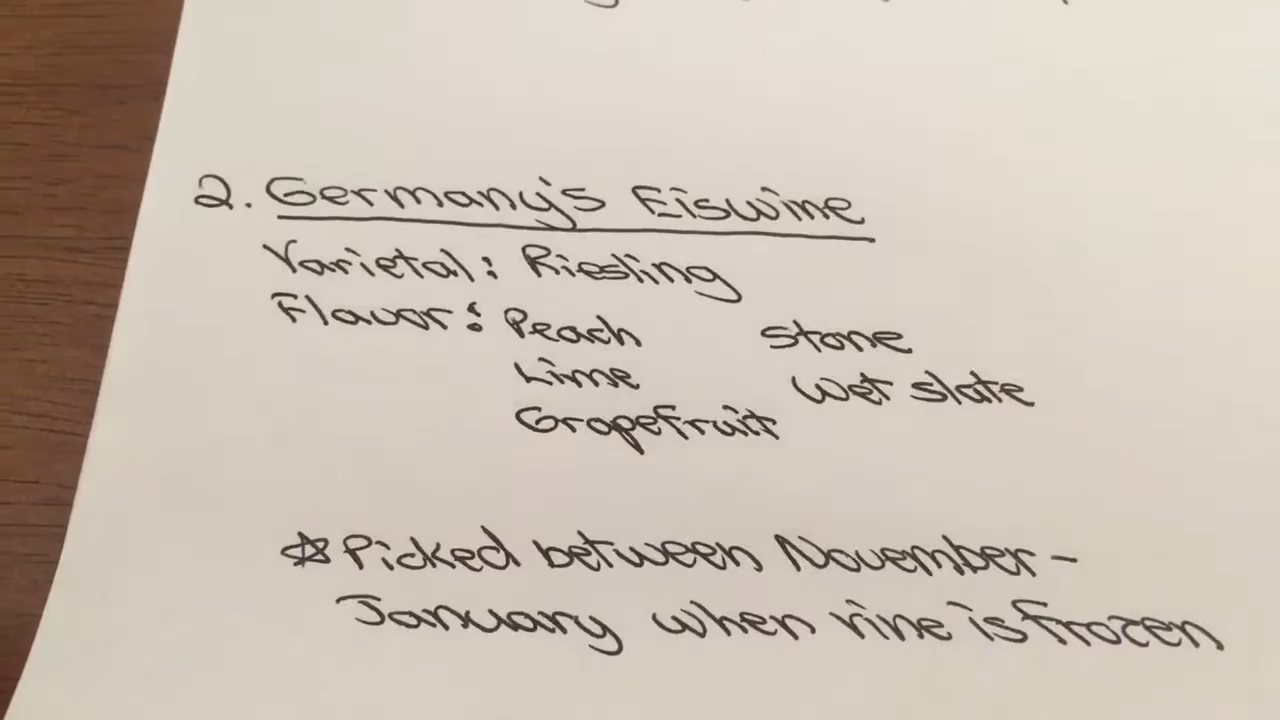 2. Germany's Eiswine
Varietal: Riesling
Flavor: Peach Stone
Lime Wet slate
Grapefruit
☆ Picked between November -
January when vine is frozen